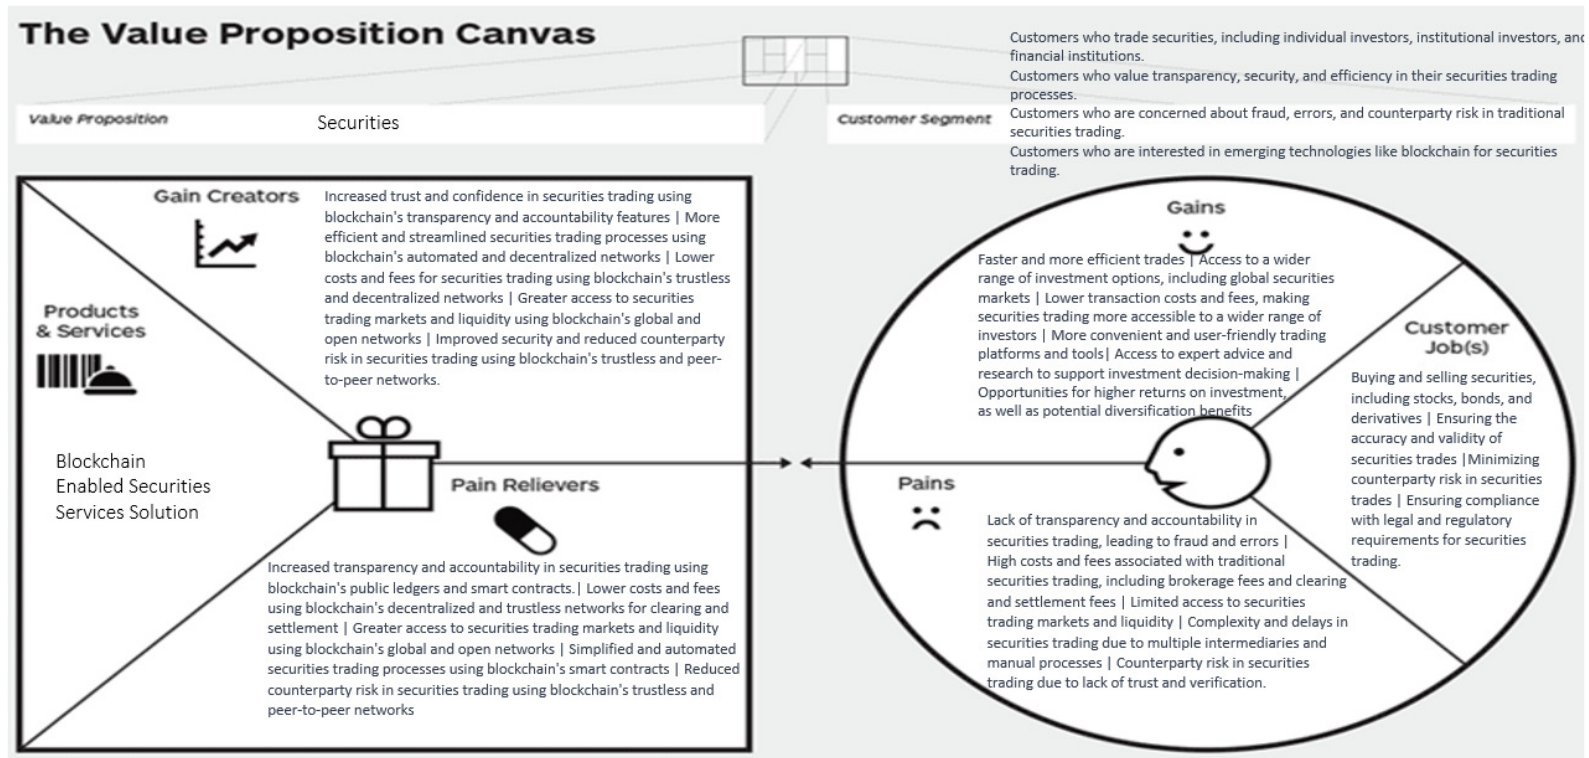 The Value Proposition Canvas
Customers who trade securities, including individual investors, institutional investors, and
financial institutions.
Customers who value transparency, security, and efficiency in their securities trading
processes.
Customers who are concerned about fraud, errors, and counterparty risk in traditional
securities trading.
Customers who are interested in emerging technologies like blockchain for securities
trading.
Value Proposition
Securities
Customer Segment
Gain Creators
Increased trust and confidence in securities trading using
blockchain's transparency and accountability features | More
efficient and streamlined securities trading processes using
blockchain's automated and decentralized networks | Lower
costs and fees for securities trading using blockchain's trustless
and decentralized networks | Greater access to securities
trading markets and liquidity using blockchain's global and
open networks | Improved security and reduced counterparty
risk in securities trading using blockchain's trustless and peer-
to-peer networks.
Products
& Services
Blockchain
Enabled Securities
Services Solution
Pain Relievers
Increased transparency and accountability in securities trading using
blockchain's public ledgers and smart contracts.| Lower costs and fees
using blockchain's decentralized and trustless networks for clearing and
settlement | Greater access to securities trading markets and liquidity
using blockchain's global and open networks | Simplified and automated
securities trading processes using blockchain's smart contracts | Reduced
counterparty risk in securities trading using blockchain's trustless and
peer-to-peer networks
Gains
Faster and more efficient trades | Access to a wider
range of investment options, including global securities
markets | Lower transaction costs and fees, making
securities trading more accessible to a wider range of
investors | More convenient and user-friendly trading
platforms and tools| Access to expert advice and
research to support investment decision-making |
Opportunities for higher returns on investment,
as well as potential diversification benefits
Customer
Job(s)
Buying and selling securities,
including stocks, bonds, and
derivatives | Ensuring the
accuracy and validity of
securities trades |Minimizing
counterparty risk in securities
trades | Ensuring compliance
with legal and regulatory
requirements for securities
trading.
Pains
Lack of transparency and accountability in
securities trading, leading to fraud and errors |
High costs and fees associated with traditional
securities trading, including brokerage fees and clearing
and settlement fees | Limited access to securities
trading markets and liquidity | Complexity and delays in
securities trading due to multiple intermediaries and
manual processes | Counterparty risk in securities
trading due to lack of trust and verification.